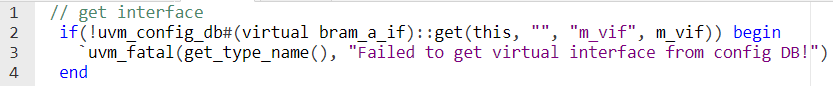 1 // get interface
2 if(!uvm_config_db#(virtual bram_a_if)::get(this, "", "m_vif", m_vif)) begin
3 `uvm_fatal(get_type_name(), "Failed to get virtual interface from config DB!")
4 end